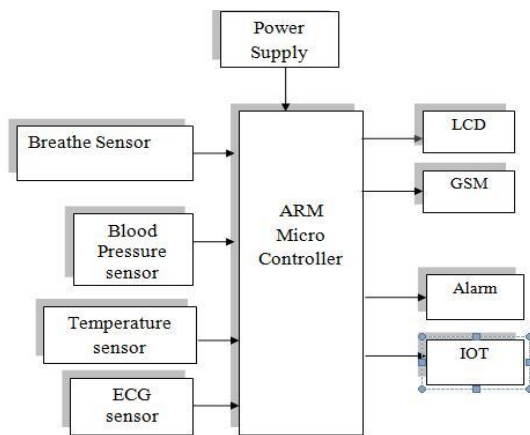 Power
Supply
Breathe Sensor
Blood
Pressure
sensor
Temperature
sensor
ECG
sensor
ARM
Micro
Controller
LCD
GSM
Alarm
IOT